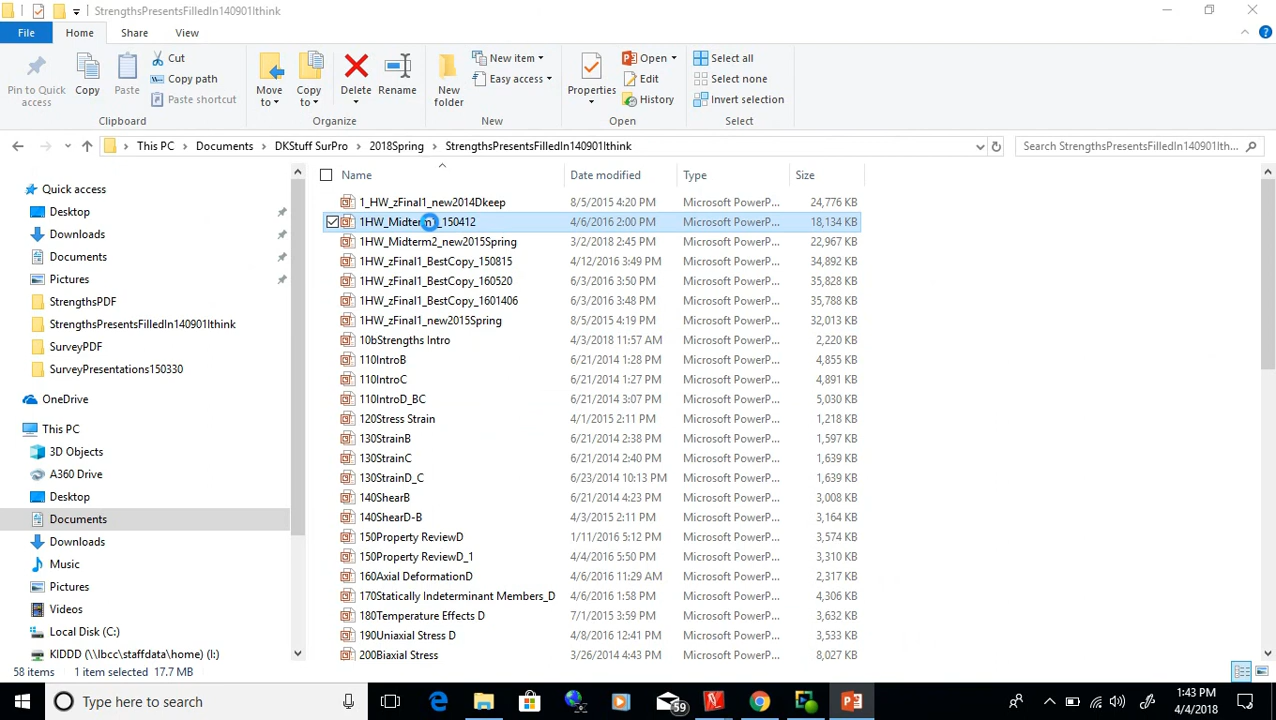 StrengthsPresentsFilledIn140901Ithink
File Home Share View
Pin to Quick access
Copy
Paste
Cut
Copy path
Paste shortcut
Clipboard
Move to
Copy to
Delete
Rename
Organize
New folder
New item
Easy access
New
Properties
Open
Edit
History
Open
Select all
Select none
Invert selection
Select
This PC > Documents > DKStuff SurPro > 2018Spring > StrengthsPresentsFilledIn140901Ithink
Search StrengthsPresentsFilledIn140901Ith...
Quick access
Desktop
Downloads
Documents
Pictures
StrengthsPDF
StrengthsPresentsFilledIn140901Ithink
SurveyPDF
SurveyPresentations150330
OneDrive
This PC
3D Objects
A360 Drive
Desktop
Documents
Downloads
Music
Pictures
Videos
Local Disk (C:)
KIDDD (\\lbcc\staffdata\home) (I:)
Name Date modified Type Size
1_HW_zFinal1_new2014Dkeep 8/5/2015 4:20 PM Microsoft PowerP... 24,776 KB
1HW_Midterm1_150412 4/6/2016 2:00 PM Microsoft PowerP... 18,134 KB
1HW_Midterm2_new2015Spring 3/2/2018 2:45 PM Microsoft PowerP... 22,967 KB
1HW_zFinal1_BestCopy_150815 4/12/2016 3:49 PM Microsoft PowerP... 34,892 KB
1HW_zFinal1_BestCopy_160520 6/3/2016 3:50 PM Microsoft PowerP... 35,828 KB
1HW_zFinal1_BestCopy_1601406 6/3/2016 3:48 PM Microsoft PowerP... 35,788 KB
1HW_zFinal1_new2015Spring 8/5/2015 4:19 PM Microsoft PowerP... 32,013 KB
10bStrengths Intro 4/3/2018 11:57 AM Microsoft PowerP... 2,220 KB
110IntroB 6/21/2014 1:28 PM Microsoft PowerP... 4,855 KB
110IntroC 6/21/2014 1:27 PM Microsoft PowerP... 4,891 KB
110IntroD_BC 6/21/2014 3:07 PM Microsoft PowerP... 5,030 KB
120Stress Strain 4/1/2015 2:11 PM Microsoft PowerP... 1,218 KB
130StrainB 6/21/2014 2:38 PM Microsoft PowerP... 1,597 KB
130StrainC 6/21/2014 2:40 PM Microsoft PowerP... 1,639 KB
130StrainD_C 6/23/2014 10:13 PM Microsoft PowerP... 1,639 KB
140ShearB 6/21/2014 4:23 PM Microsoft PowerP... 3,008 KB
140ShearD-B 4/3/2015 2:11 PM Microsoft PowerP... 3,164 KB
150Property ReviewD 1/11/2016 5:12 PM Microsoft PowerP... 3,574 KB
150Property ReviewD_1 4/4/2016 5:50 PM Microsoft PowerP... 3,310 KB
160Axial DeformationD 4/6/2016 11:29 AM Microsoft PowerP... 2,317 KB
170Statically Indeterminant Members_D 4/6/2016 1:58 PM Microsoft PowerP... 4,306 KB
180Temperature Effects D 7/1/2015 3:59 PM Microsoft PowerP... 3,632 KB
190Uniaxial Stress D 4/8/2016 12:41 PM Microsoft PowerP... 3,533 KB
200Biaxial Stress 3/26/2014 4:43 PM Microsoft PowerP... 8,027 KB
58 items 1 item selected 17.7 MB
Type here to search
59
1:43 PM
4/4/2018